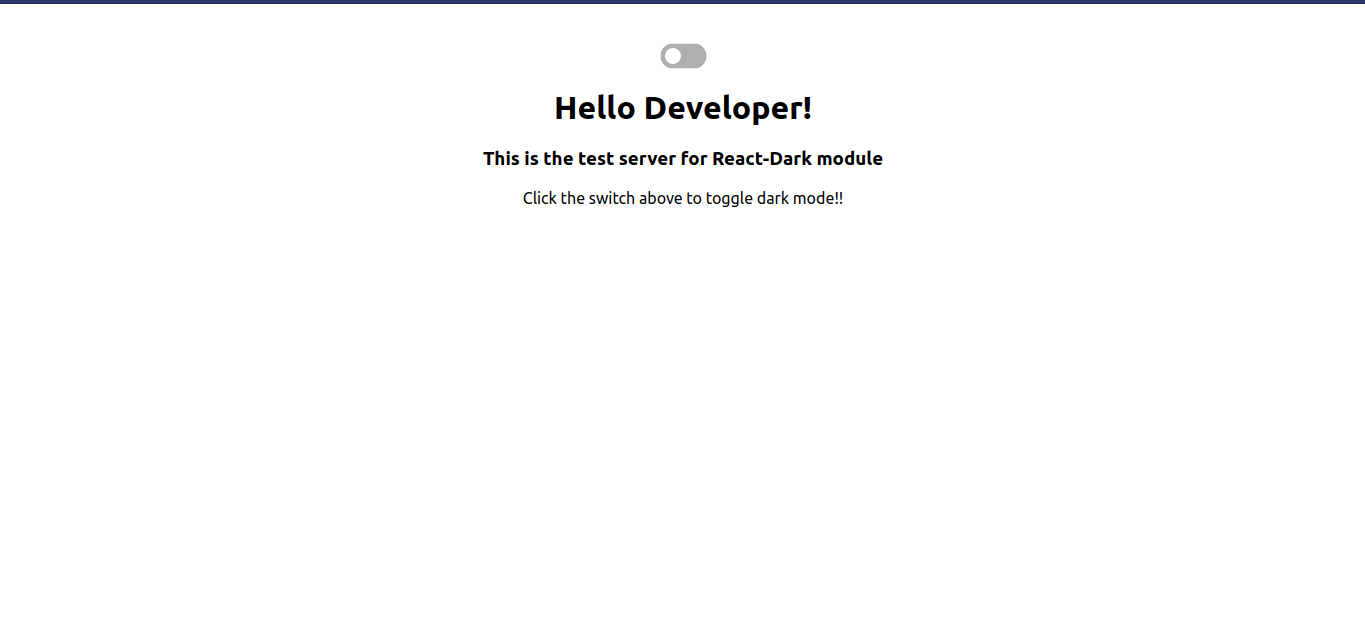 Hello Developer!
This is the test server for React-Dark module
Click the switch above to toggle dark mode!!